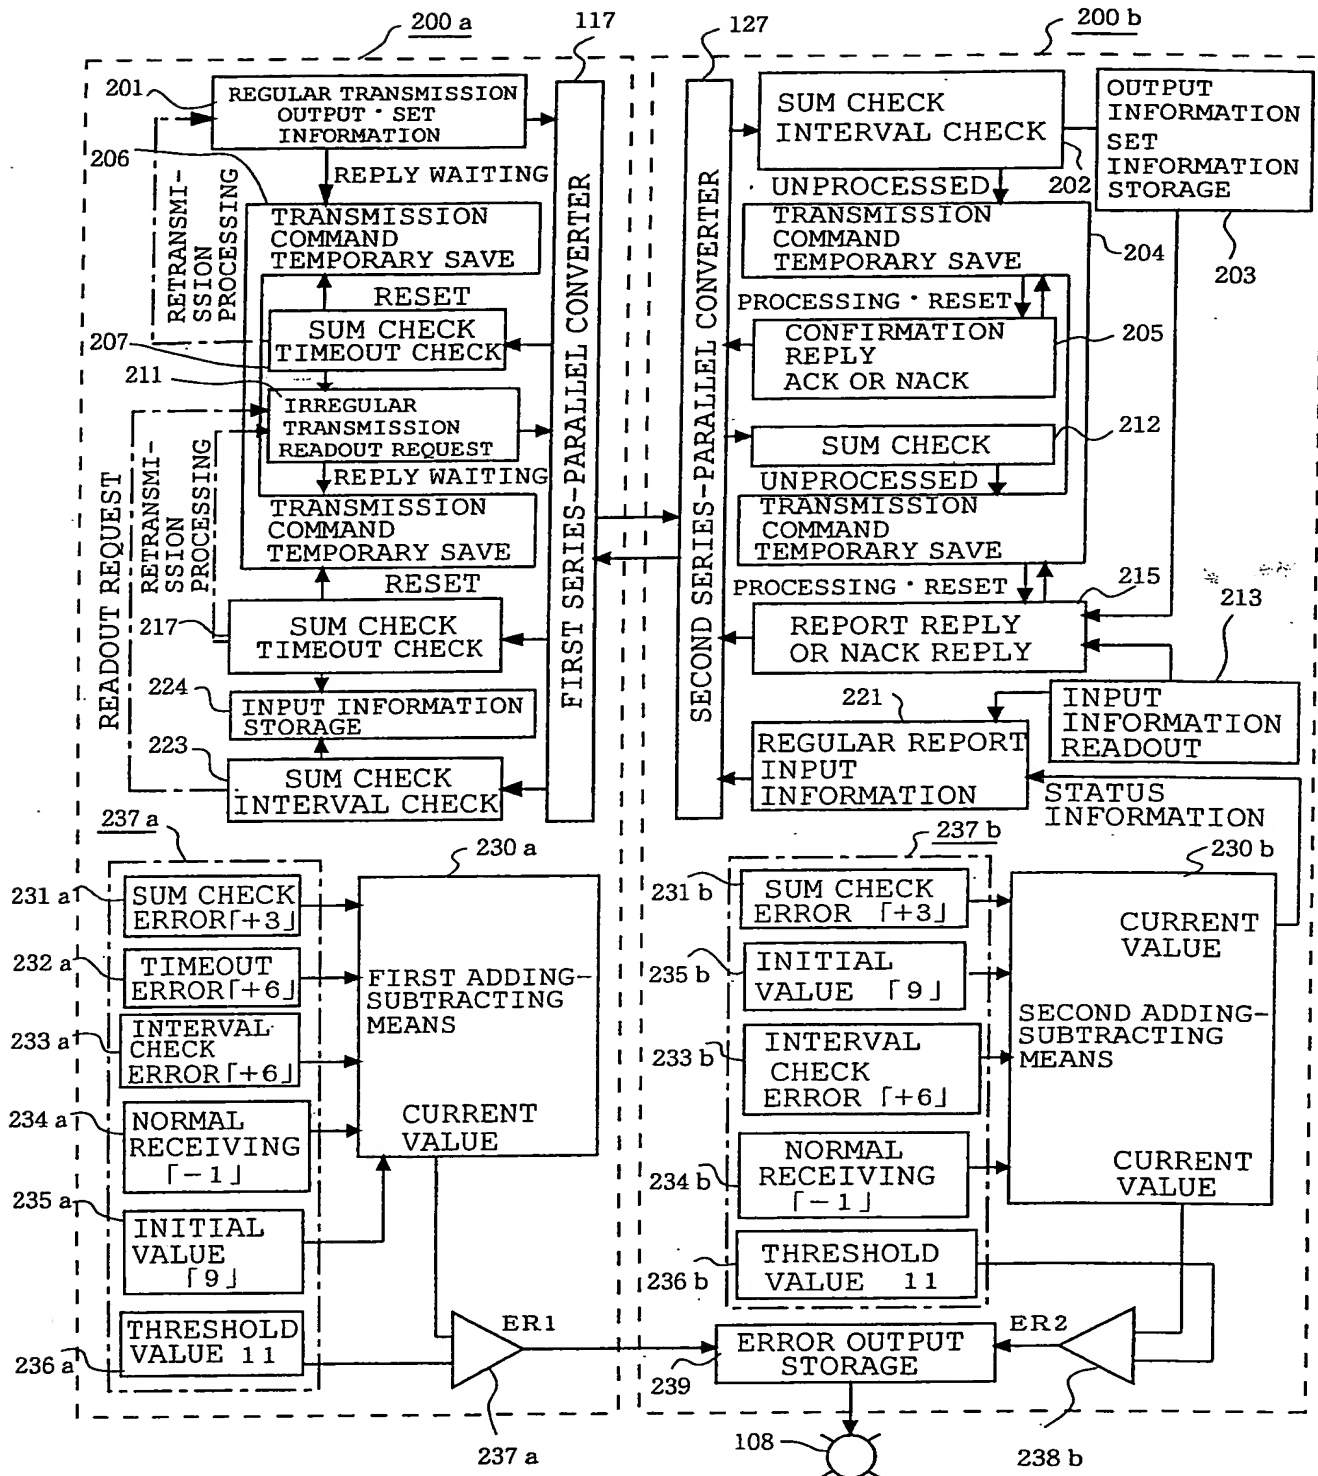 200 a
117
127
200 b
201
REGULAR TRANSMISSION
OUTPUT・SET
INFORMATION
206
REPLY WAITING
RETRANSMI-
SSION
PROCESSING
TRANSMISSION
COMMAND
TEMPORARY SAVE
RESET
SUM CHECK
TIMEOUT CHECK
207
211
IRREGULAR
TRANSMISSION
READOUT REQUEST
REPLY WAITING
READOUT REQUEST
RETRANSMI-
SSION
PROCESSING
TRANSMISSION
COMMAND
TEMPORARY SAVE
RESET
217
SUM CHECK
TIMEOUT CHECK
224
INPUT INFORMATION
STORAGE
223
SUM CHECK
INTERVAL CHECK
FIRST SERIES-PARALLEL CONVERTER
SECOND SERIES-PARALLEL CONVERTER
SUM CHECK
INTERVAL CHECK
202
OUTPUT
INFORMATION
SET
INFORMATION
STORAGE
203
UNPROCESSED
TRANSMISSION
COMMAND
TEMPORARY SAVE
204
PROCESSING・RESET
CONFIRMATION
REPLY
ACK OR NACK
205
SUM CHECK
212
UNPROCESSED
TRANSMISSION
COMMAND
TEMPORARY SAVE
PROCESSING・RESET
215
REPORT REPLY
OR NACK REPLY
213
INPUT
INFORMATION
READOUT
221
REGULAR REPORT
INPUT
INFORMATION
STATUS
INFORMATION
237 a
230 a
231 a
SUM CHECK
ERROR「+3」
232 a
TIMEOUT
ERROR「+6」
233 a
INTERVAL
CHECK
ERROR「+6」
234 a
NORMAL
RECEIVING
「−1」
235 a
INITIAL
VALUE
「9」
236 a
THRESHOLD
VALUE 11
FIRST ADDING-
SUBTRACTING
MEANS
CURRENT
VALUE
ER1
237 a
237 b
230 b
231 b
SUM CHECK
ERROR 「+3」
235 b
INITIAL
VALUE 「9」
233 b
INTERVAL
CHECK
ERROR 「+6」
234 b
NORMAL
RECEIVING
「−1」
236 b
THRESHOLD
VALUE 11
CURRENT
VALUE
SECOND ADDING-
SUBTRACTING
MEANS
CURRENT
VALUE
ER2
238 b
ERROR OUTPUT
STORAGE
239
108